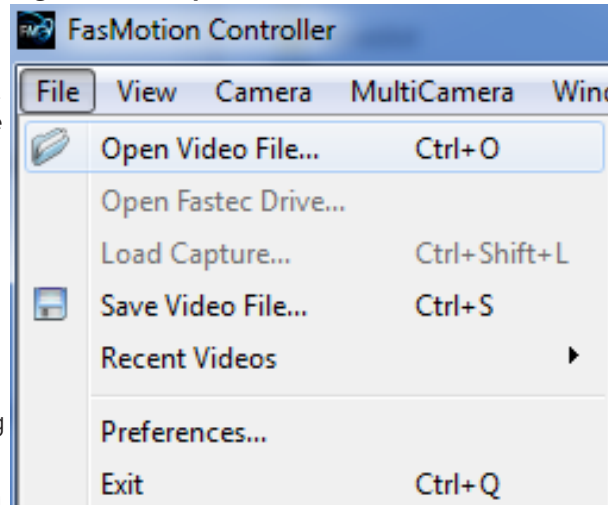 FasMotion Controller
File View Camera MultiCamera
Open Video File... Ctrl+O
Open Fastec Drive...
Load Capture... Ctrl+Shift+L
Save Video File... Ctrl+S
Recent Videos
Preferences...
Exit Ctrl+Q